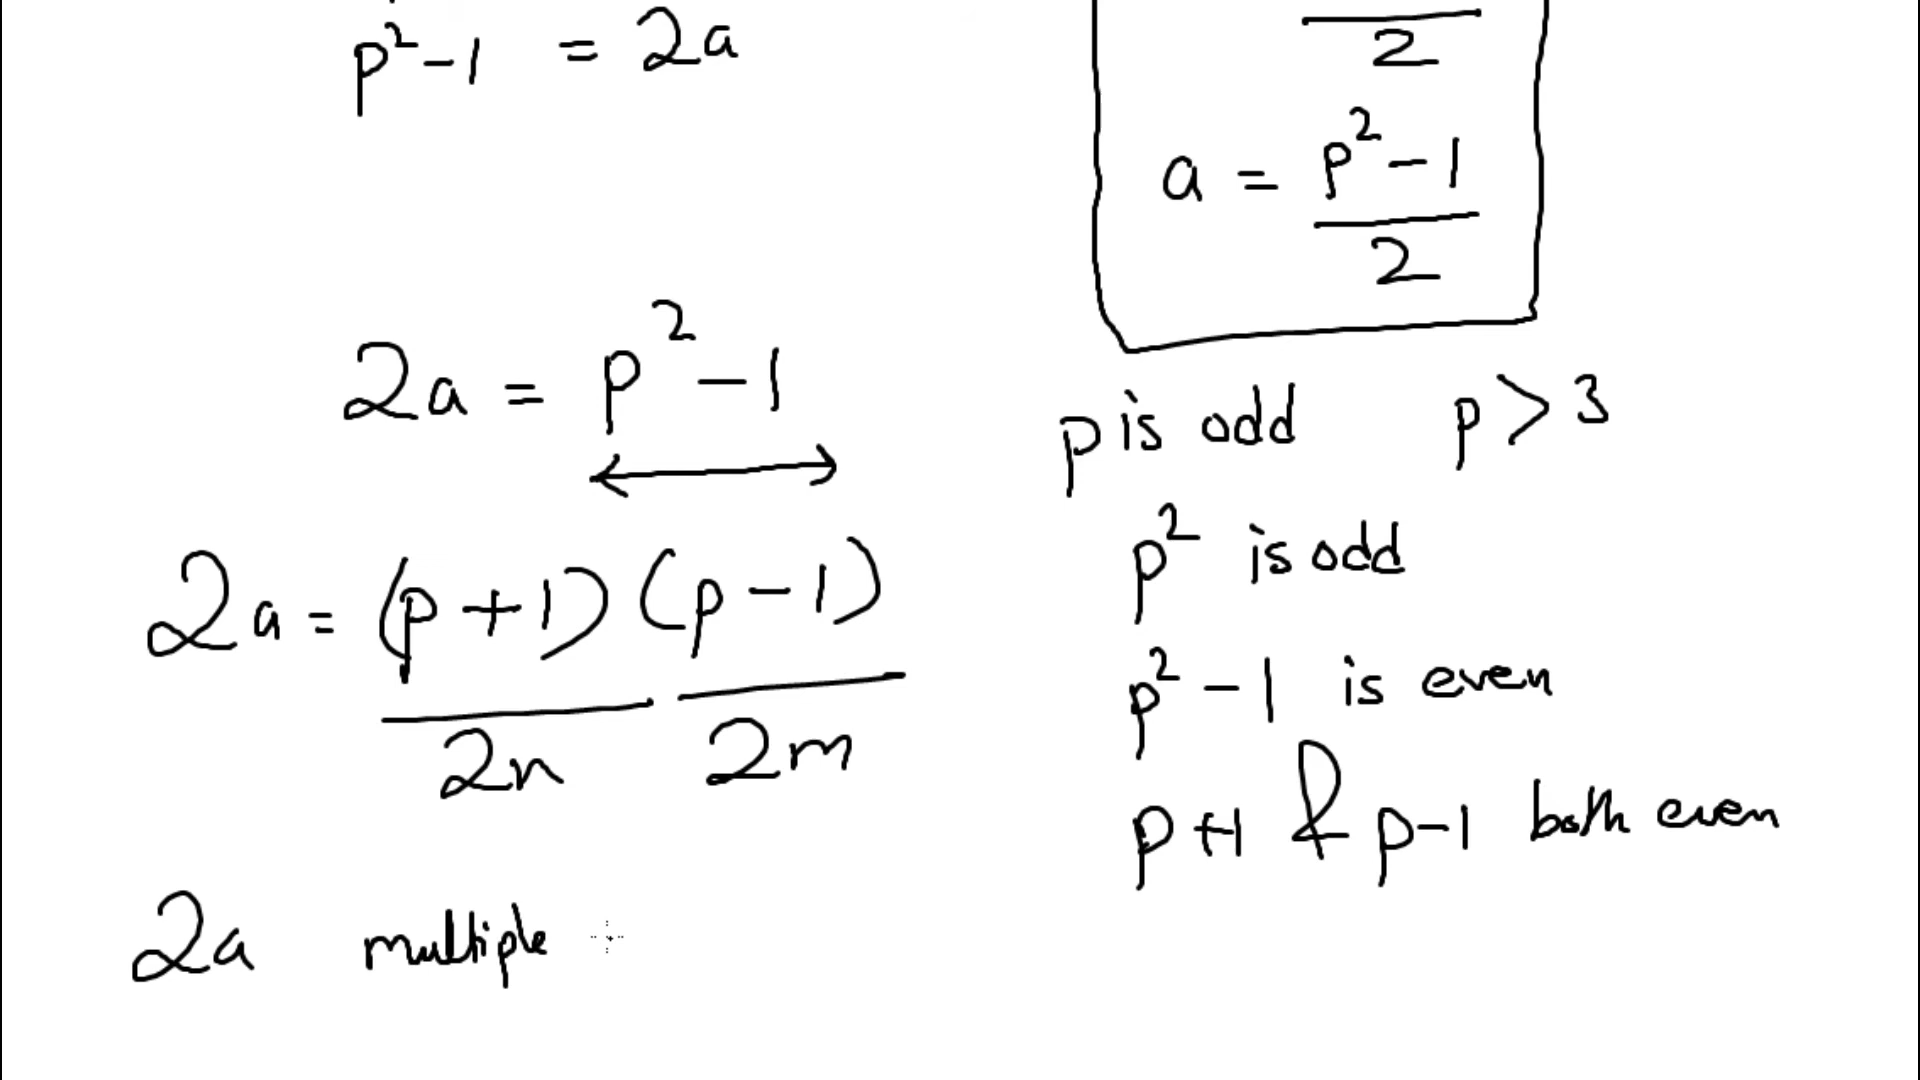 p²-1 = 2a
2
a = p²-1
2
2a = p²-1
p is odd p > 3
p² is odd
2a = (p+1)(p-1)
2n 2m
p²-1 is even
p+1 & p-1 both even
2a multiple